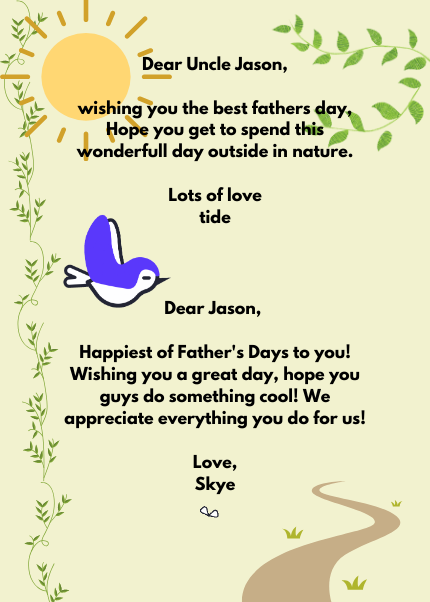 Dear Uncle Jason,
wishing you the best fathers day,
Hope you get to spend this
wonderfull day outside in nature.
Lots of love
tide
Dear Jason,
Happiest of Father's Days to you!
Wishing you a great day, hope you
guys do something cool! We
appreciate everything you do for us!
Love,
Skye